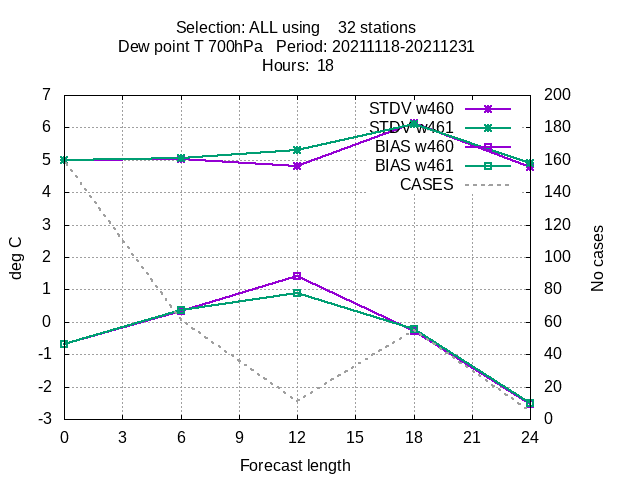 Selection: ALL using    32 stations
Dew point T 700hPa   Period: 20211118-20211231
Hours:  18
7
6
5
4
3
2
1
0
-1
-2
-3
deg C
STDV w460
STDV w461
BIAS w460
BIAS w461
CASES
200
180
160
140
120
100
80
60
40
20
0
No cases
0 3 6 9 12 15 18 21 24
Forecast length